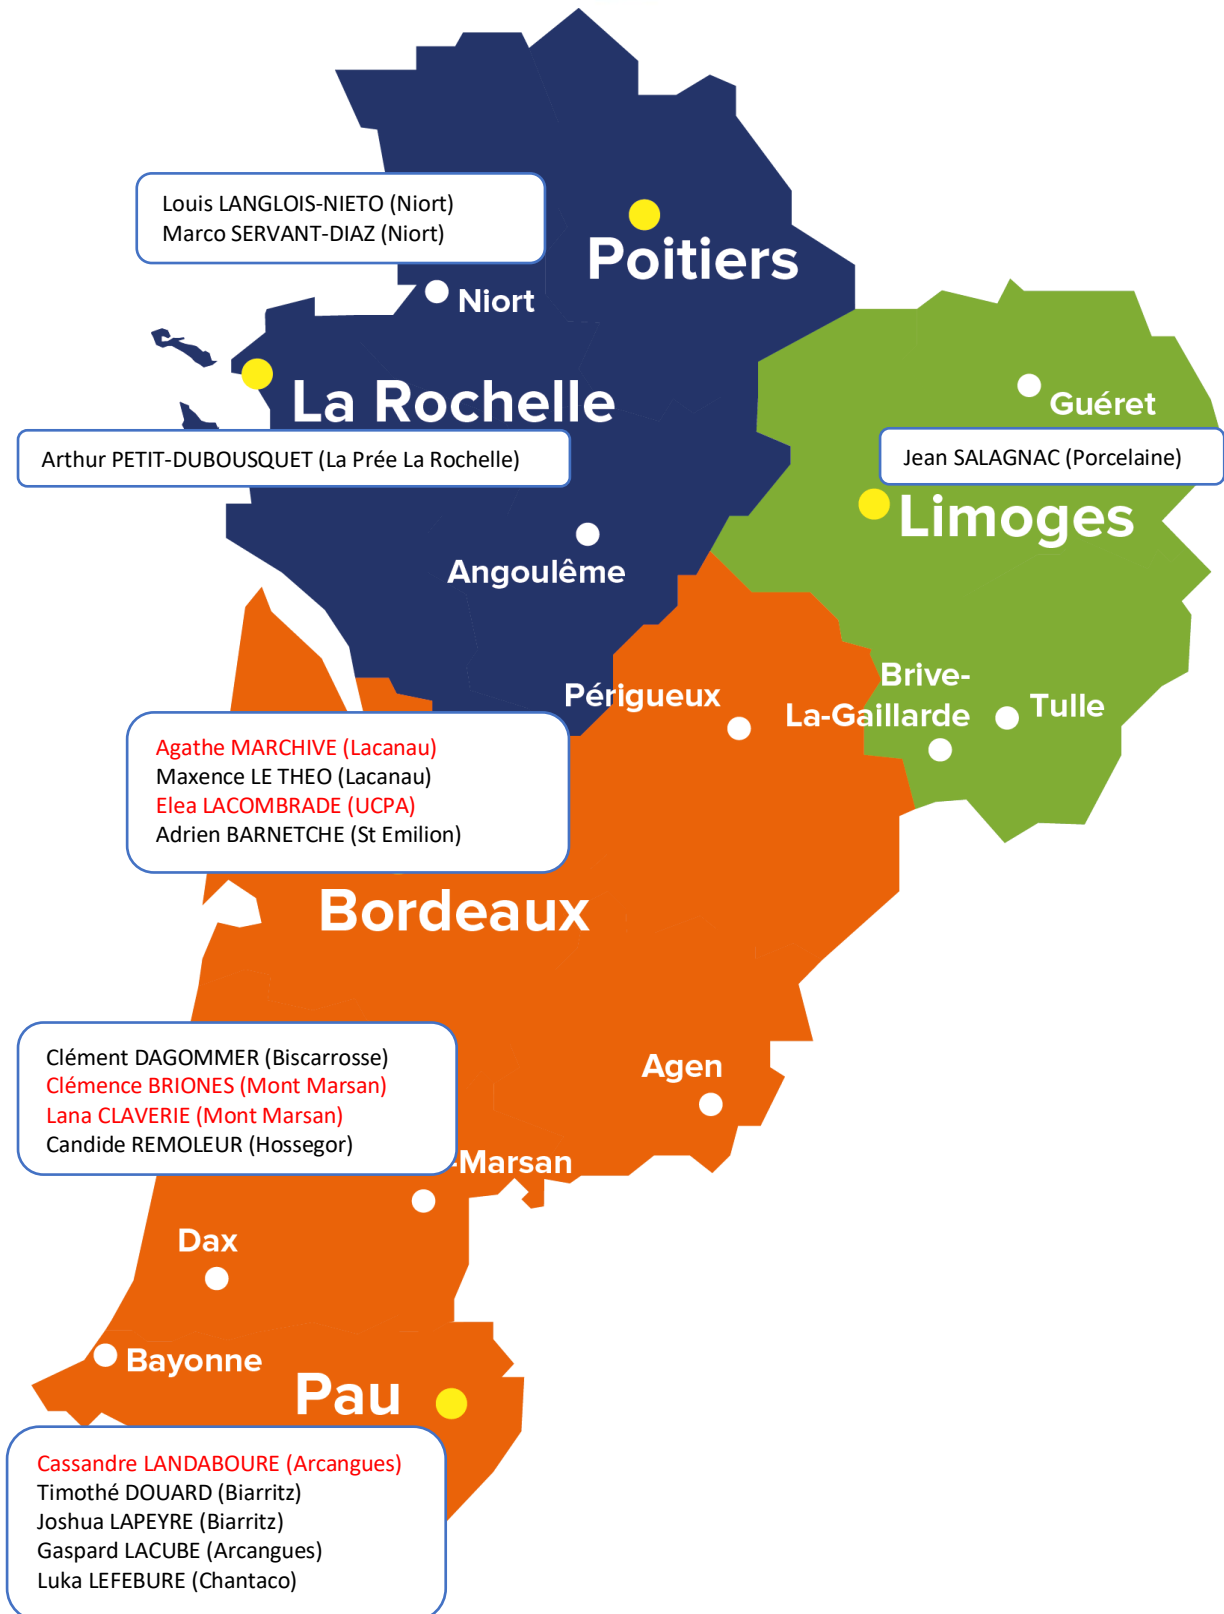 Louis LANGLOIS-NIETO (Niort)
Marco SERVANT-DIAZ (Niort)
Poitiers
Niort
La Rochelle
Guéret
Arthur PETIT-DUBOUSQUET (La Prée La Rochelle)
Jean SALAGNAC (Porcelaine)
Limoges
Angoulême
Périgueux
Brive-
La-Gaillarde
Tulle
Agathe MARCHIVE (Lacanau)
Maxence LE THEO (Lacanau)
Elea LACOMBRADE (UCPA)
Adrien BARNETCHE (St Emilion)
Bordeaux
Clément DAGOMMER (Biscarrosse)
Clémence BRIONES (Mont Marsan)
Lana CLAVERIE (Mont Marsan)
Candide REMOLEUR (Hossegor)
Agen
-Marsan
Dax
Bayonne
Pau
Cassandre LANDABOURE (Arcangues)
Timothé DOUARD (Biarritz)
Joshua LAPEYRE (Biarritz)
Gaspard LACUBE (Arcangues)
Luka LEFEBURE (Chantaco)